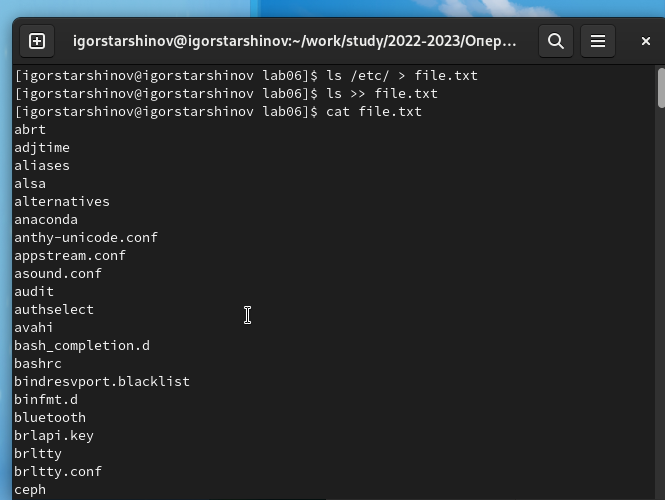 igorstarshinov@igorstarshinov:~/work/study/2022-2023/Опер...
[igorstarshinov@igorstarshinov lab06]$ ls /etc/ > file.txt
[igorstarshinov@igorstarshinov lab06]$ ls >> file.txt
[igorstarshinov@igorstarshinov lab06]$ cat file.txt
abrt
adjtime
aliases
alsa
alternatives
anaconda
anthy-unicode.conf
appstream.conf
asound.conf
audit
authselect
avahi
bash_completion.d
bashrc
bindresvport.blacklist
binfmt.d
bluetooth
brlapi.key
brltty
brltty.conf
ceph